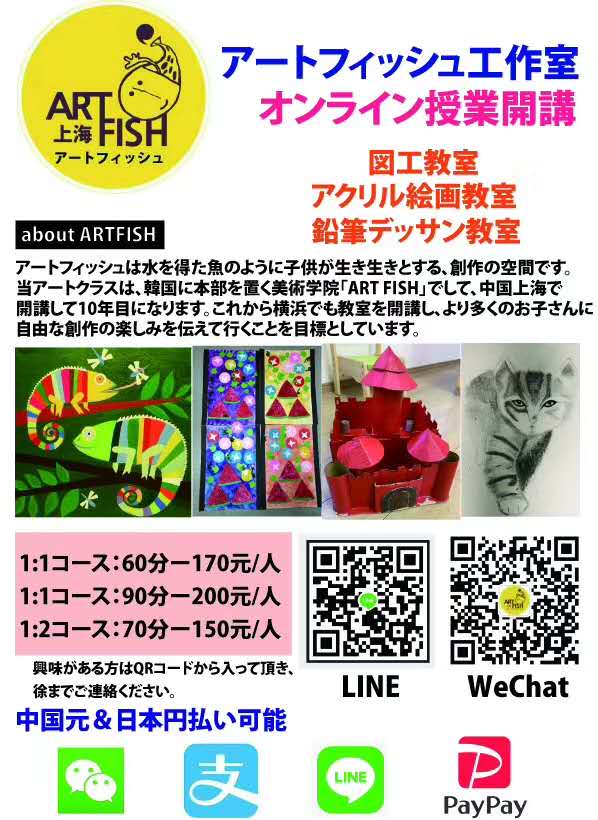 ART
上海 FISH
アートフィッシュ
アートフィッシュ工作室
オンライン授業開講
図工教室
アクリル絵画教室
鉛筆デッサン教室
about ARTFISH
アートフィッシュは水を得た魚のように子供が生き生きとする、創作の空間です。
当アートクラスは、韓国に本部を置く美術学院「ART FISH」でして、中国上海で
開講して10年目になります。これから横浜でも教室を開講し、より多くのお子さんに
自由な創作の楽しみを伝えて行くことを目標としています。
1:1コース：60分ー170元/人
1:1コース：90分ー200元/人
1:2コース：70分ー150元/人
興味がある方はQRコードから入って頂き、
徐までご連絡ください。
ART
FISH
LINE
WeChat
中国元＆日本円払い可能
支
LINE
PayPay